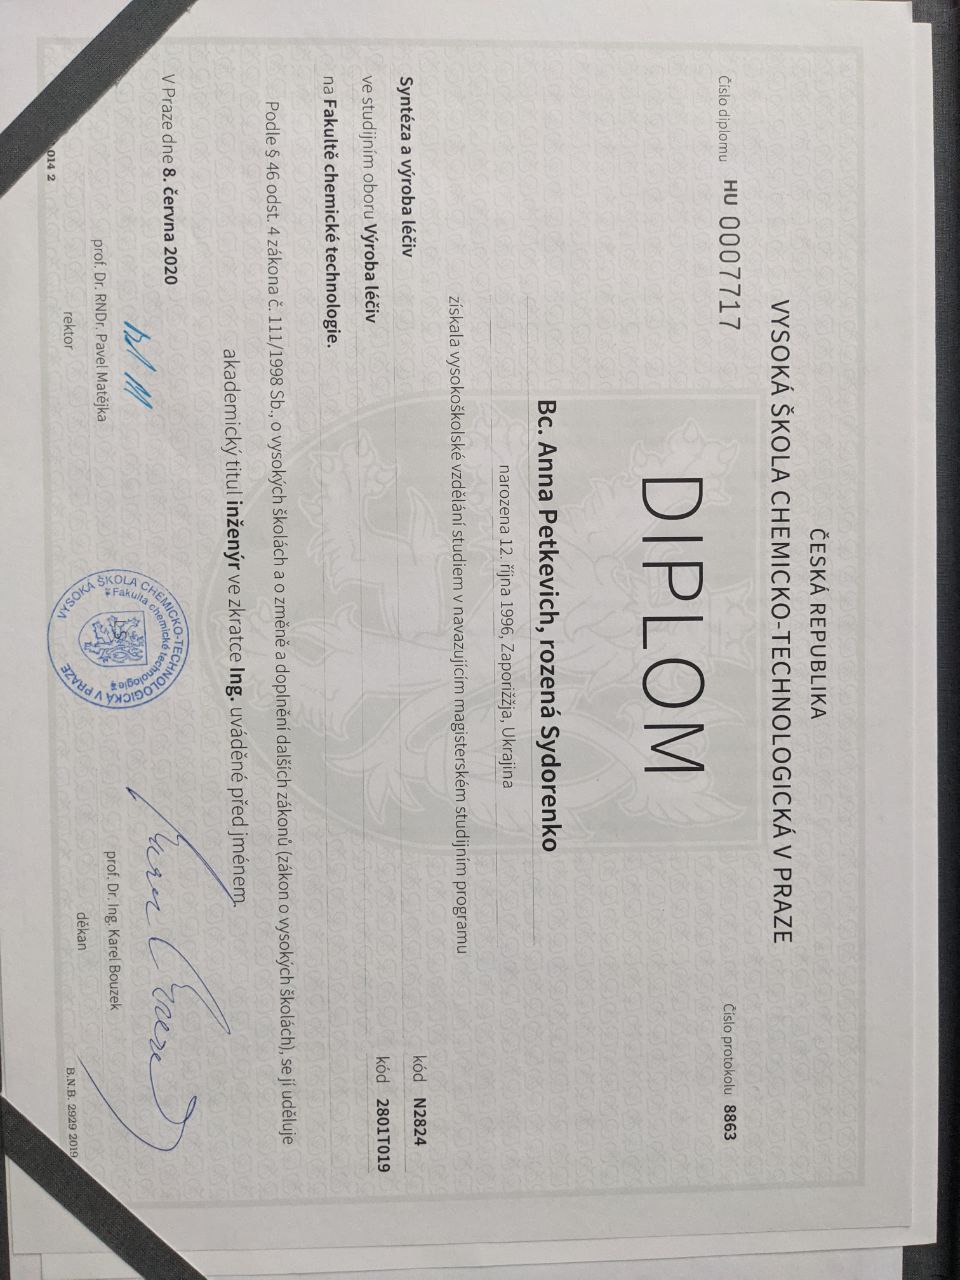 ČESKÁ REPUBLIKA
VYSOKÁ ŠKOLA CHEMICKO-TECHNOLOGICKÁ V PRAZE
Číslo diplomu HU 0007717
Číslo protokolu 8863
DIPLOM
Bc. Anna Petkevich, rozená Sydorenko
narozena 12. října 1996, Zaporižžja, Ukrajina
získala vysokoškolské vzdělání studiem v navazujícím magisterském studijním programu
Syntéza a výroba léčiv kód N2824
ve studijním oboru Výroba léčiv kód 2801T019
na Fakultě chemické technologie.
Podle § 46 odst. 4 zákona č. 111/1998 Sb., o vysokých školách a o změně a doplnění dalších zákonů (zákon o vysokých školách), se jí uděluje
akademický titul inženýr ve zkratce Ing. uváděné před jménem.
V Praze dne 8. června 2020
VYSOKÁ ŠKOLA CHEMICKO-TECHNOLOGICKÁ V PRAZE
Fakulta chemické technologie
prof. Dr. RNDr. Pavel Matějka
rektor
prof. Dr. Ing. Karel Bouzek
děkan
014 2
B.N.B. 2929 2019